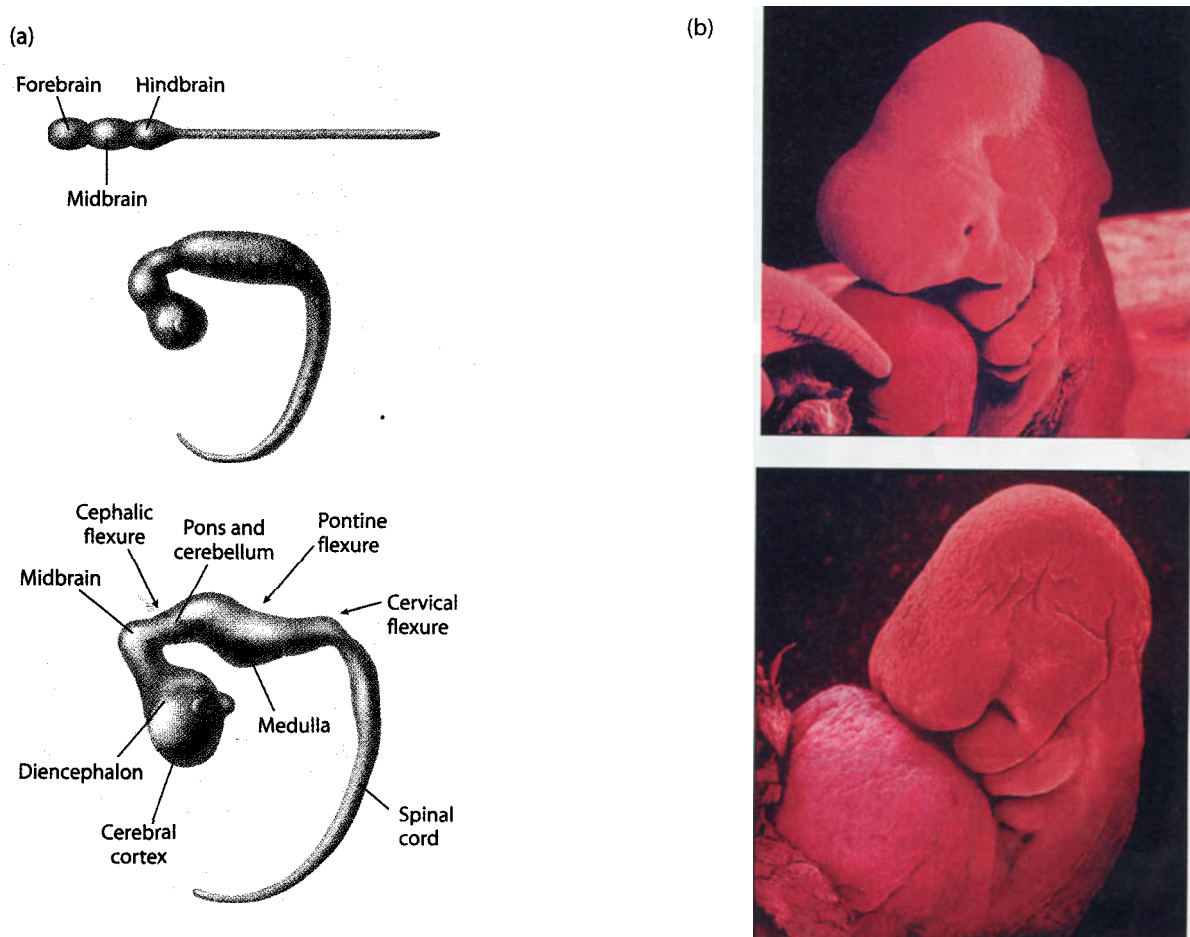 (a)
(b)
Forebrain
Hindbrain
Midbrain
Cephalic
flexure
Pons and
cerebellum
Pontine
flexure
Midbrain
Cervical
flexure
Medulla
Diencephalon
Cerebral
cortex
Spinal
cord